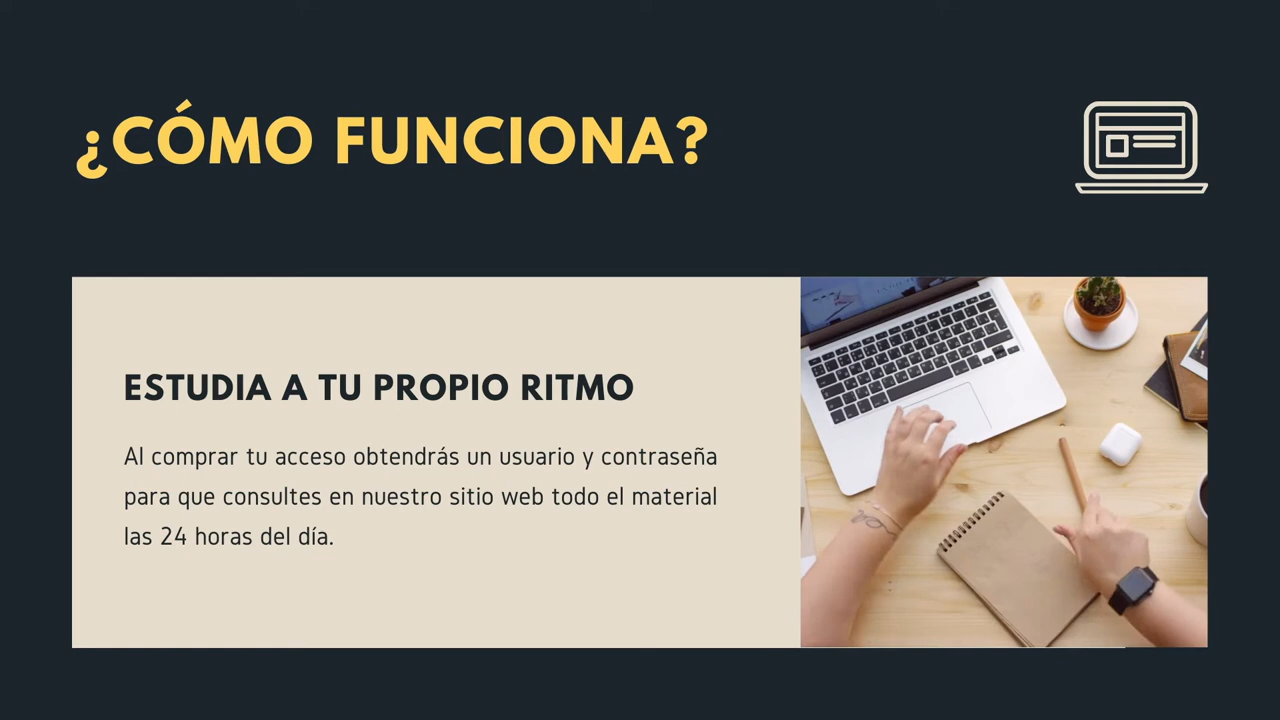 ¿CÓMO FUNCIONA?
ESTUDIA A TU PROPIO RITMO
Al comprar tu acceso obtendrás un usuario y contraseña
para que consultes en nuestro sitio web todo el material
las 24 horas del día.